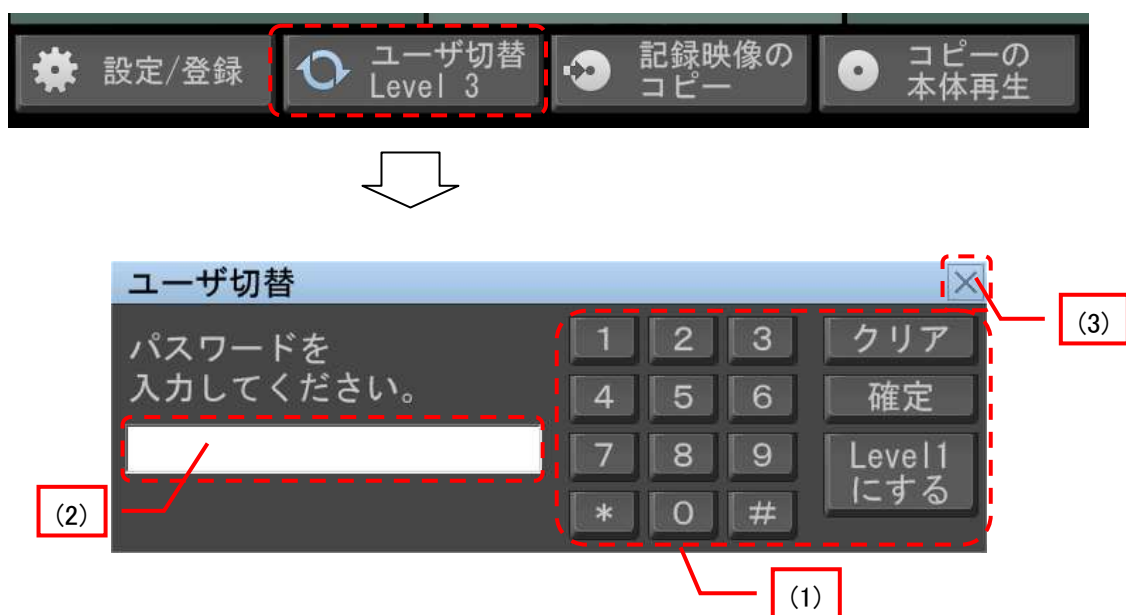 設定/登録
ユーザ切替
Level 3
記録映像の
コピー
コピーの
本体再生
ユーザ切替
×
(3)
パスワードを
入力してください。
1 2 3 クリア
4 5 6 確定
7 8 9 Level1
にする
* 0 #
(2)
(1)